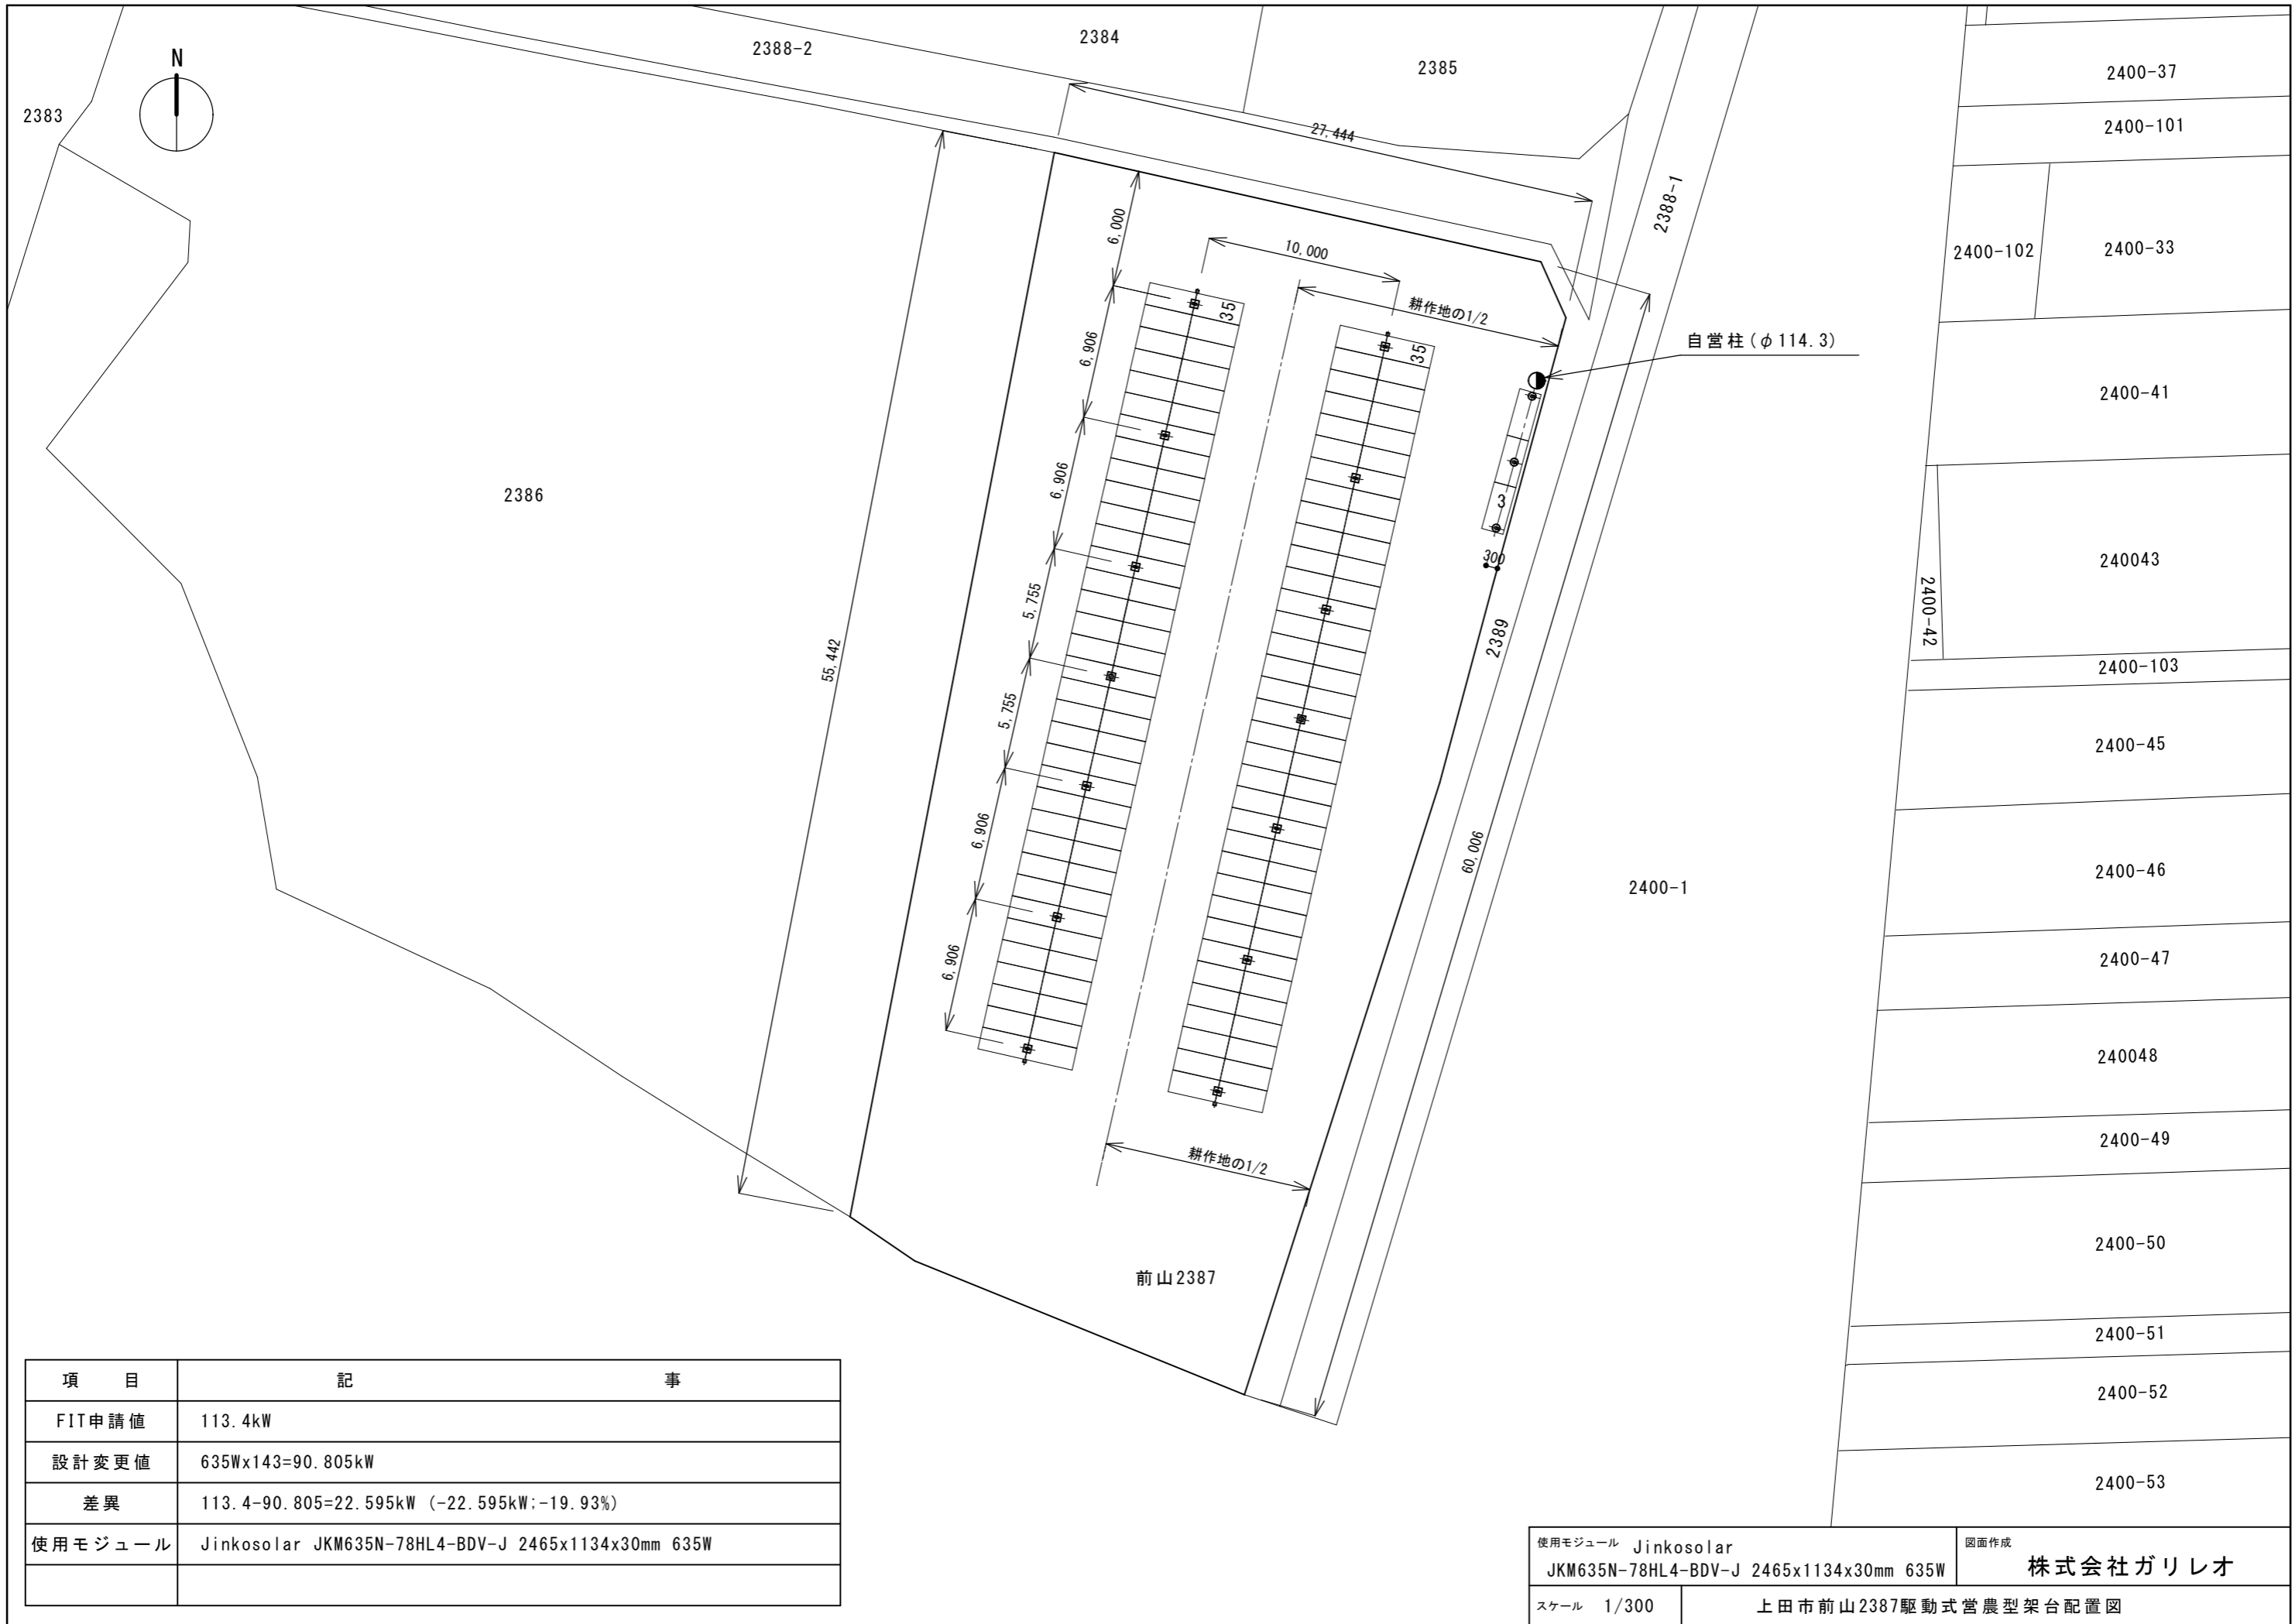 N
2383
2388-2
2384
2385
2388-1
2400-37
2400-101
2400-102
2400-33
2400-41
240043
2400-42
2400-103
2400-45
2400-46
2400-47
240048
2400-49
2400-50
2400-51
2400-52
2400-53
27,444
6,000
10,000
耕作地の1/2
35
35
自営柱(φ114.3)
6,906
6,906
5,755
5,755
6,906
6,906
3
300
2386
55,442
2389
60,006
2400-1
耕作地の1/2
前山2387
項 目 記 事
FIT申請値 113.4kW
設計変更値 635Wx143=90.805kW
差異 113.4-90.805=22.595kW (-22.595kW;-19.93%)
使用モジュール Jinkosolar JKM635N-78HL4-BDV-J 2465x1134x30mm 635W
使用モジュール Jinkosolar
JKM635N-78HL4-BDV-J 2465x1134x30mm 635W
図面作成
株式会社ガリレオ
スケール 1/300
上田市前山2387駆動式営農型架台配置図